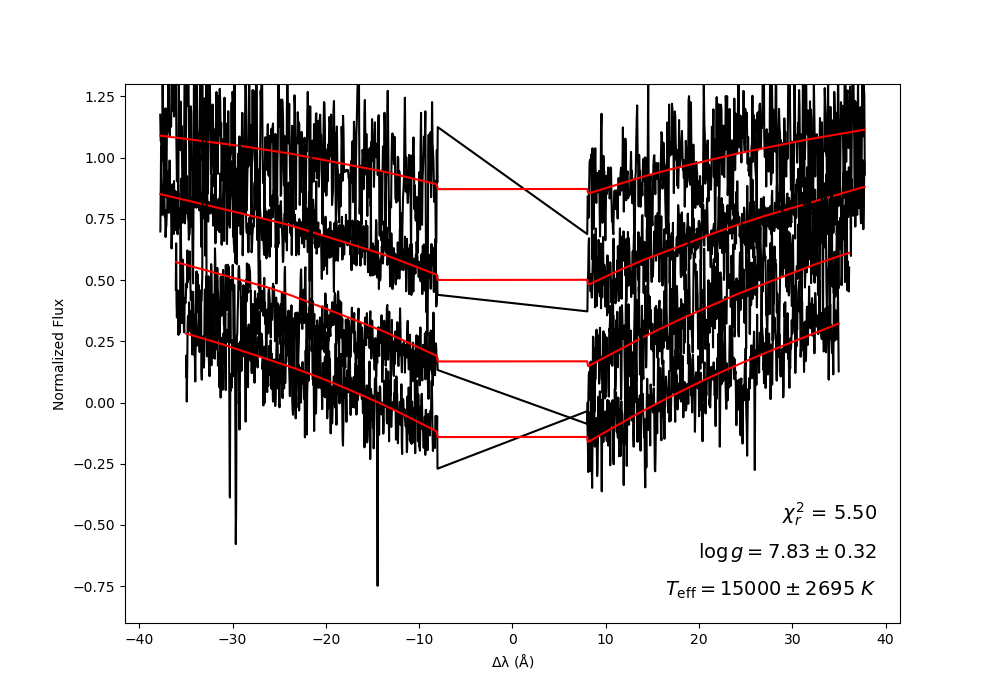 1.25
1.00
0.75
0.50
0.25
0.00
−0.25
−0.50
−0.75
Normalized Flux
χ²ᵣ = 5.50
log g = 7.83 ± 0.32
T_eff = 15000 ± 2695 K
−40 −30 −20 −10 0 10 20 30 40
Δλ (Å)